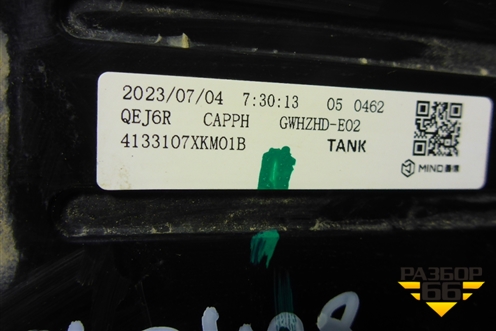 2023/07/04 7:30:13 05 0462
QEJ6R CAPPH GWHZHD-E02
4133107XKM01B TANK
MIND
РАЗБОР
66